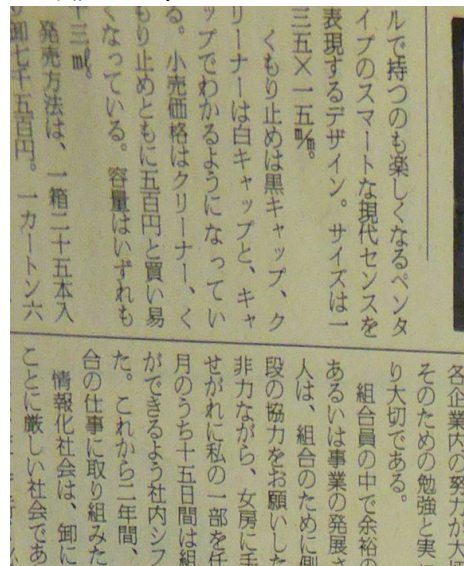 ルで持つのも楽しくなるペンタ
イプのスマートな現代センスを
表現するデザイン。サイズは一
三五×一五㎜。
くもり止めは黒キャップ、ク
リーナーは白キャップと、キャ
ップでわかるようになってい
る。小売価格はクリーナー、く
もり止めともに五百円と買い易
くなっている。容量はいずれも
十三㎖。
発売方法は、一箱二十五本入
り卸七千五百円。一カートン六
各企業内の努力が大切
そのための勉強と実
り大切である。
組合員の中で余裕の
あるいは事業の発展さ
人は、組合のために側
段の協力をお願いした
非力ながら、女房に手
せがれに私の一部を任
月のうち十五日間は組
ができるよう社内シフ
た。これから二年間、
合の仕事に取り組みた
情報化社会は、卸に
ことに厳しい社会であ